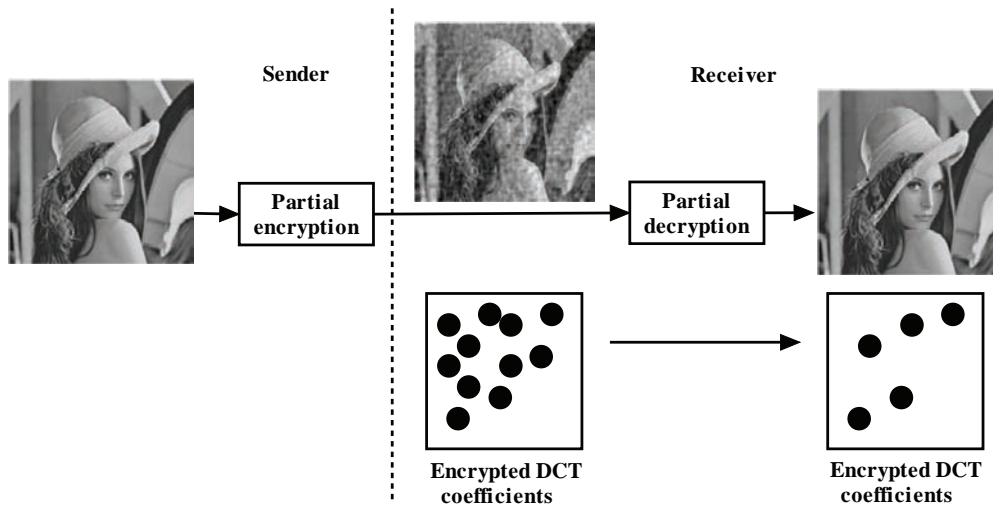 Sender
Receiver
Partial
encryption
Partial
decryption
Encrypted DCT
coefficients
Encrypted DCT
coefficients